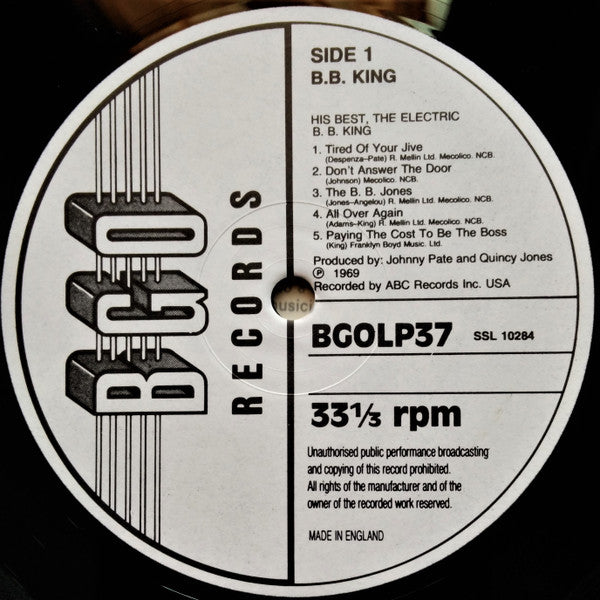 BGO
RECORDS
SIDE 1
B.B. KING
HIS BEST, THE ELECTRIC
B. B. KING
1. Tired Of Your Jive
(Despenza-Pate) R. Mellin Ltd. Mecolico. NCB.
2. Don't Answer The Door
(Johnson) Mecolico. NCB.
3. The B. B. Jones
(Jones-Angelou) R. Mellin Ltd. Mecolico. NCB.
4. All Over Again
(Adams-King) R. Mellin Ltd. Mecolico. NCB.
5. Paying The Cost To Be The Boss
(King) Franklyn Boyd Music. Ltd.
Produced by: Johnny Pate and Quincy Jones
℗ 1969
Recorded by ABC Records Inc. USA
BGOLP37 SSL 10284
33⅓ rpm
Unauthorised public performance broadcasting
and copying of this record prohibited.
All rights of the manufacturer and of the
owner of the recorded work reserved.
MADE IN ENGLAND